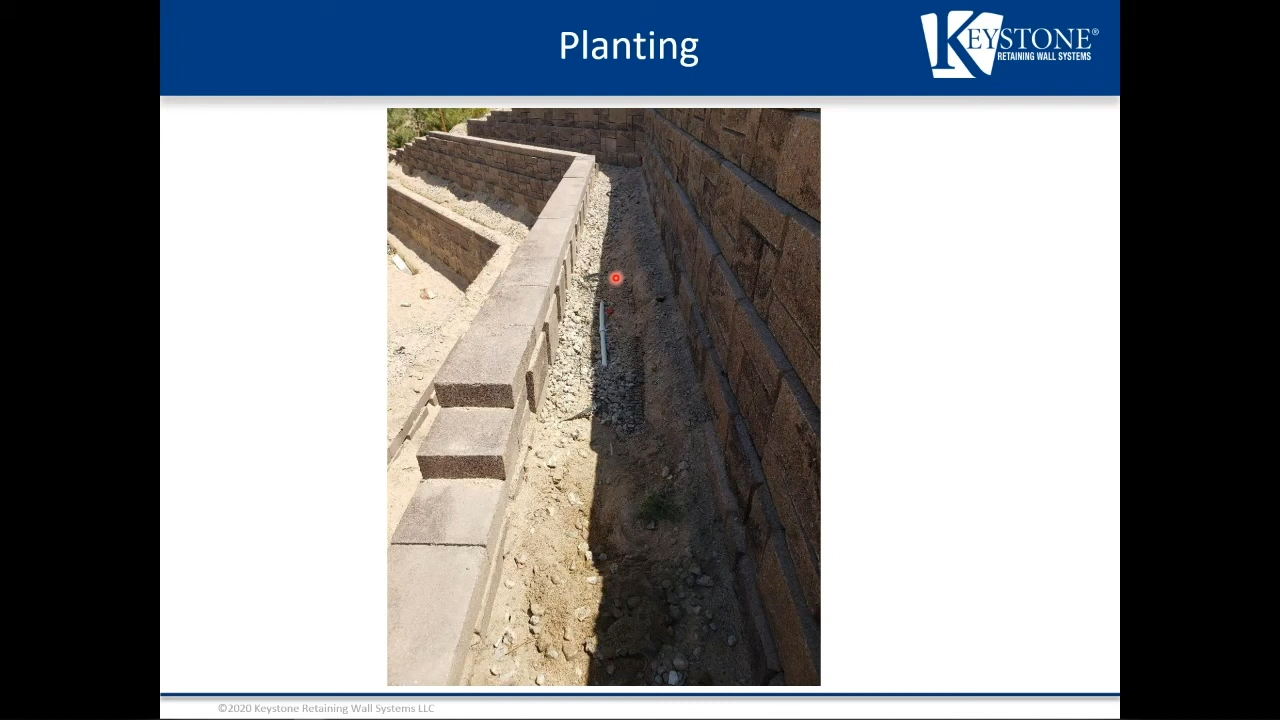 Planting
KEYSTONE®
RETAINING WALL SYSTEMS
©2020 Keystone Retaining Wall Systems LLC